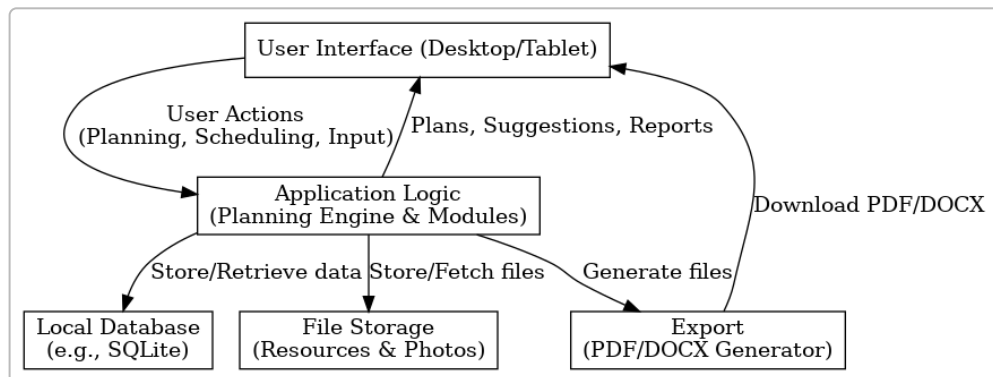 User Interface (Desktop/Tablet)
User Actions
(Planning, Scheduling, Input)
Plans, Suggestions, Reports
Application Logic
(Planning Engine & Modules)
Download PDF/DOCX
Store/Retrieve data
Store/Fetch files
Generate files
Local Database
(e.g., SQLite)
File Storage
(Resources & Photos)
Export
(PDF/DOCX Generator)